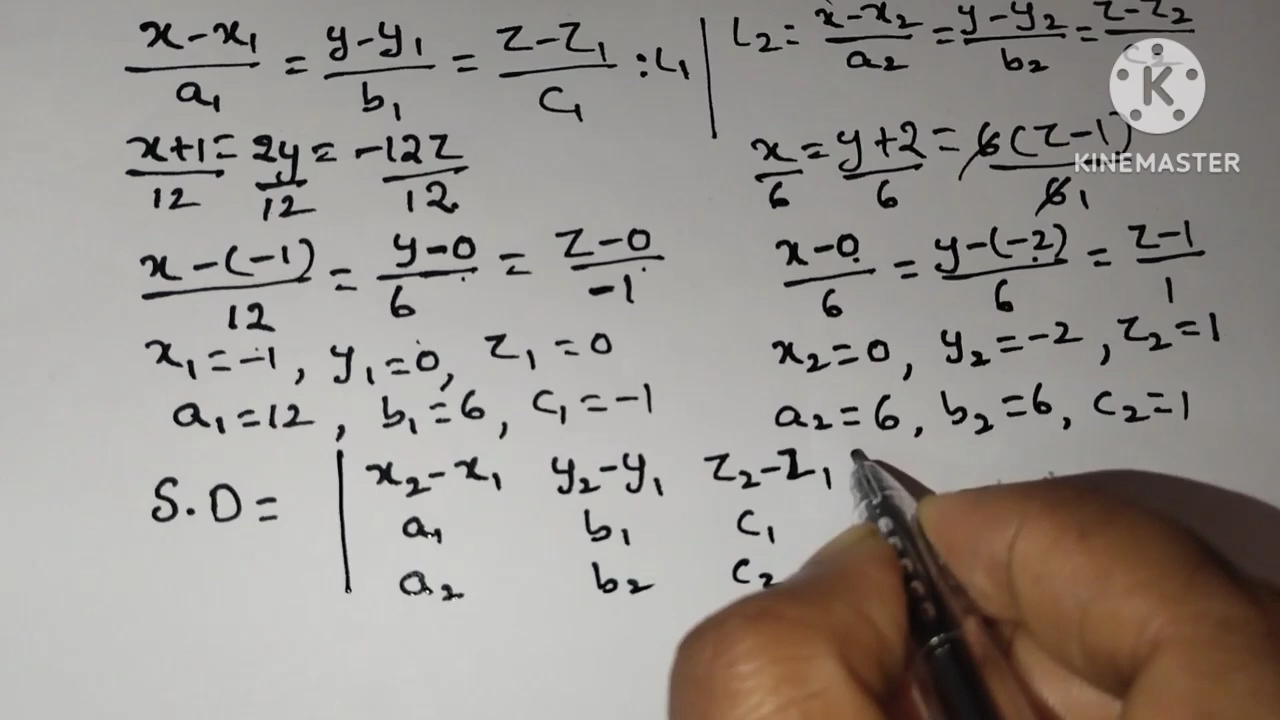 x-x₁/a₁ = y-y₁/b₁ = z-z₁/c₁ : L₁
L₂ = x-x₂/a₂ = y-y₂/b₂ = z-z₂/c₂
x+1/12 = 2y/12 = -12z/12
x/6 = y+2/6 = 6(z-1)/6₁
x-(-1)/12 = y-0/6 = z-0/-1
x-0/6 = y-(-2)/6 = z-1/1
x₁=-1, y₁=0, z₁=0
x₂=0, y₂=-2, z₂=1
a₁=12, b₁=6, c₁=-1
a₂=6, b₂=6, c₂=1
S.D = | x₂-x₁ y₂-y₁ z₂-z₁
a₁ b₁ c₁
a₂ b₂ c₂
K
KINEMASTER